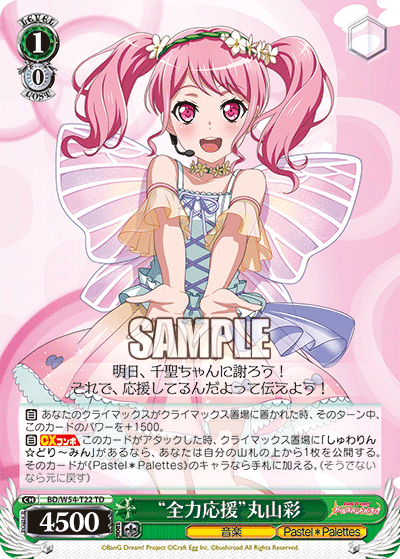 LEVEL
1
0
COST
SAMPLE
明日、千聖ちゃんに謝ろう!
これで、応援してるんだよって伝えよう!
自 あなたのクライマックスがクライマックス置場に置かれた時、そのターン中、
このカードのパワーを+1500。
自 CXコンボ このカードがアタックした時、クライマックス置場に「しゅわりん
☆どり〜みん」があるなら、あなたは自分の山札の上から1枚を公開する。
そのカードが《Pastel*Palettes》のキャラなら手札に加える。(そうでない
なら元に戻す)
CH BD/W54-T22 TD
4500
“全力応援”丸山彩
音楽
Pastel*Palettes
©BanG Dream! Project ©Craft Egg Inc. ©bushiroad All Rights Reserved.